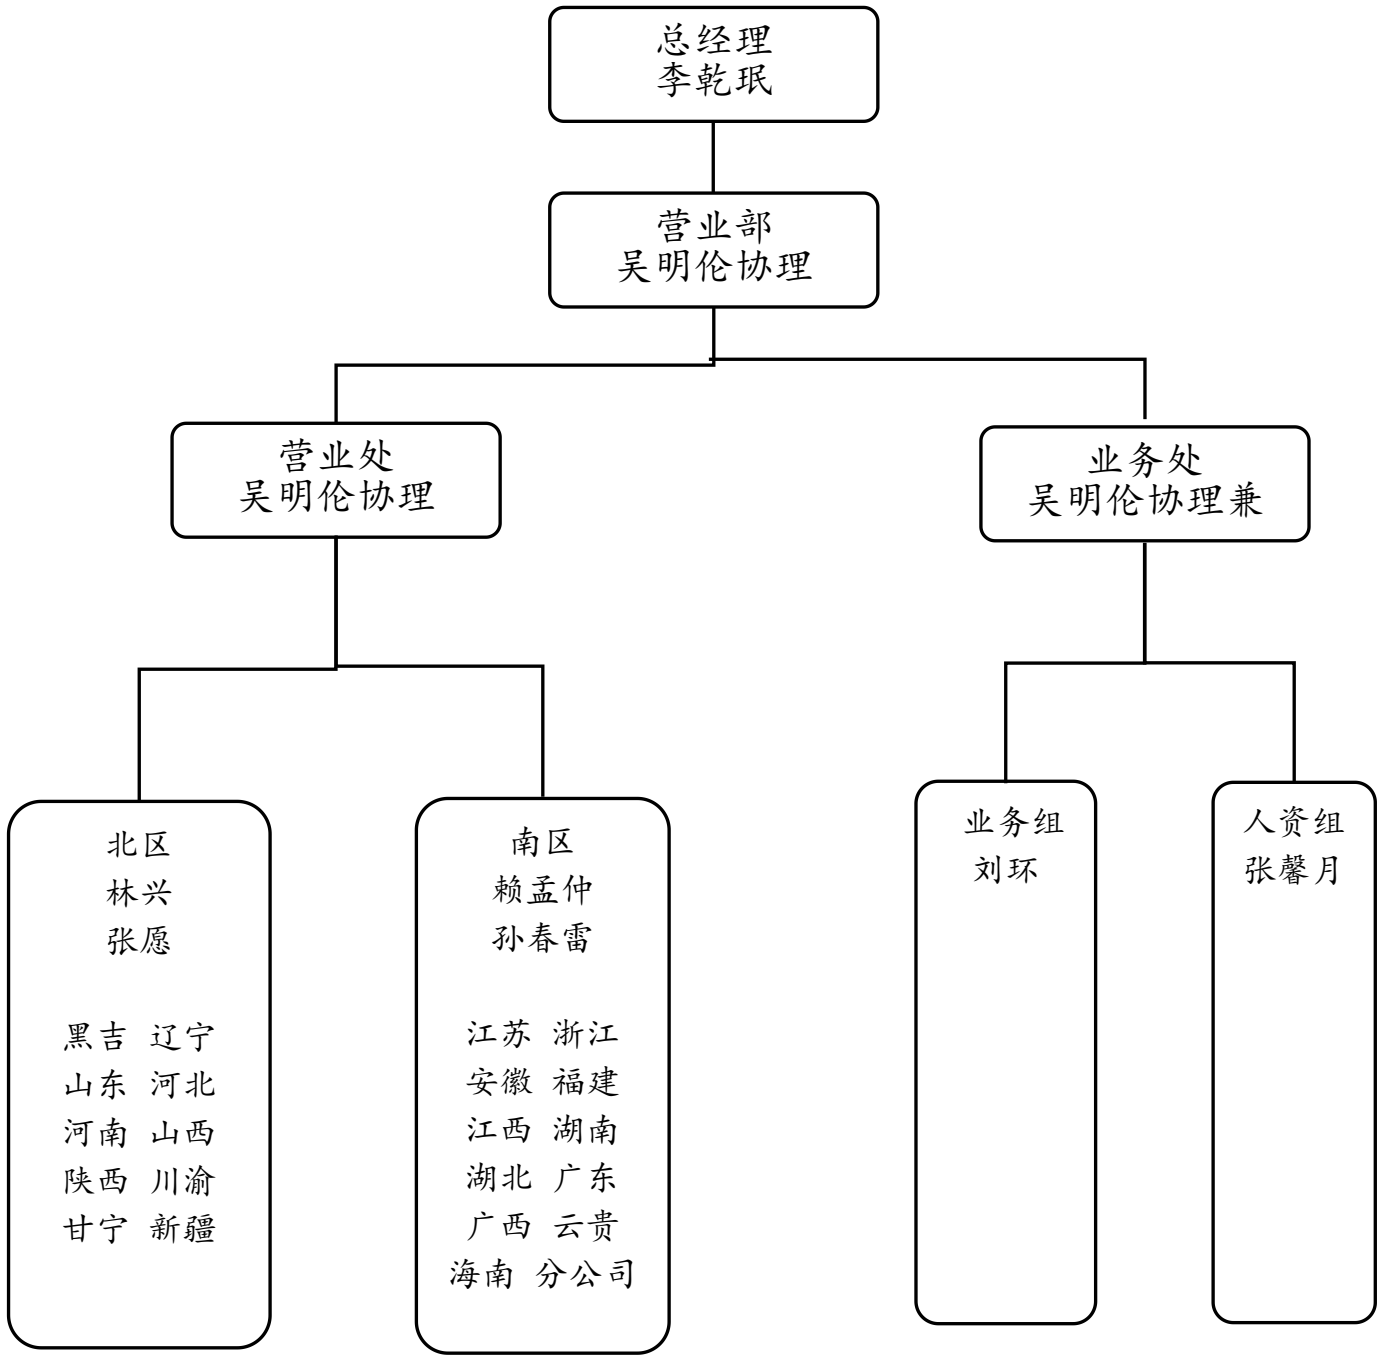 总经理
李乾珉
营业部
吴明伦协理
营业处
吴明伦协理
业务处
吴明伦协理兼
北区
林兴
张愿
黑吉 辽宁
山东 河北
河南 山西
陕西 川渝
甘宁 新疆
南区
赖孟仲
孙春雷
江苏 浙江
安徽 福建
江西 湖南
湖北 广东
广西 云贵
海南 分公司
业务组
刘环
人资组
张馨月